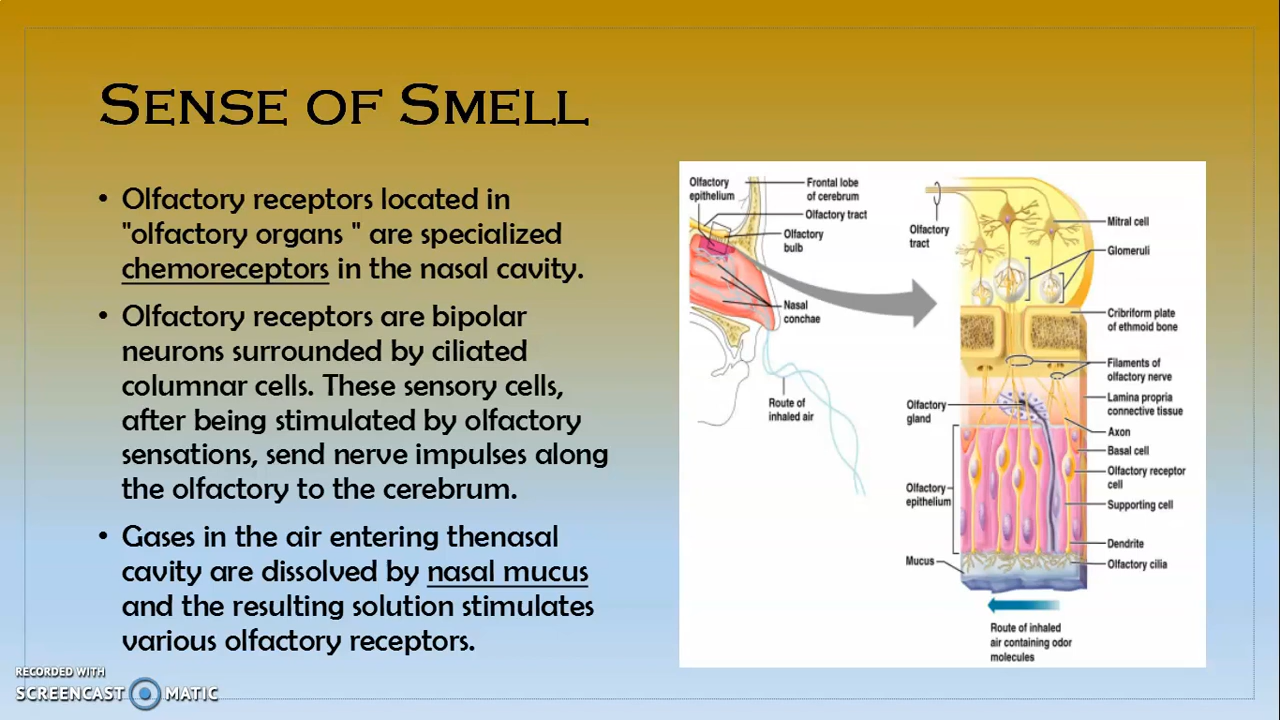 SENSE OF SMELL
• Olfactory receptors located in
"olfactory organs " are specialized
chemoreceptors in the nasal cavity.
• Olfactory receptors are bipolar
neurons surrounded by ciliated
columnar cells. These sensory cells,
after being stimulated by olfactory
sensations, send nerve impulses along
the olfactory to the cerebrum.
• Gases in the air entering thenasal
cavity are dissolved by nasal mucus
and the resulting solution stimulates
various olfactory receptors.
Olfactory
epithelium
Frontal lobe
of cerebrum
Olfactory tract
Olfactory
bulb
Nasal
conchae
Route of
inhaled air
Olfactory
tract
Mitral cell
Glomeruli
Cribriform plate
of ethmoid bone
Filaments of
olfactory nerve
Lamina propria
connective tissue
Olfactory
gland
Axon
Basal cell
Olfactory receptor
cell
Olfactory
epithelium
Supporting cell
Dendrite
Mucus
Olfactory cilia
Route of inhaled
air containing odor
molecules
RECORDED WITH
SCREENCAST MATIC